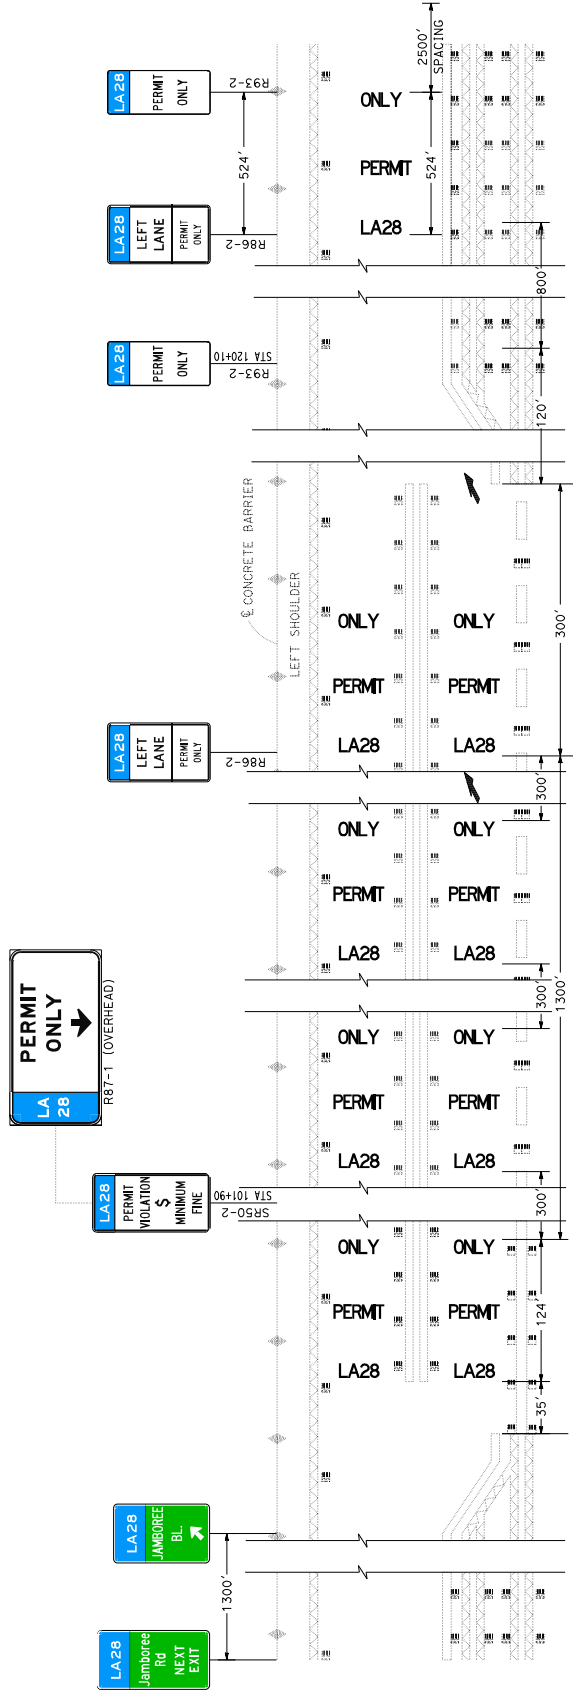 2500'
SPACING
LA28
PERMIT
ONLY
R93-2
524'
ONLY
PERMIT
LA28
524'
LA28
LEFT
LANE
PERMIT
ONLY
R86-2
800'
LA28
PERMIT
ONLY
STA 120+10
R93-2
120'
℄ CONCRETE BARRIER
LEFT SHOULDER
ONLY
ONLY
PERMIT
PERMIT
LA28
LA28
300'
LA28
LEFT
LANE
PERMIT
ONLY
R86-2
300'
ONLY
ONLY
PERMIT
PERMIT
LA28
LA28
PERMIT
ONLY
LA
28
R87-1 (OVERHEAD)
300'
1300'
ONLY
ONLY
PERMIT
PERMIT
LA28
LA28
LA28
PERMIT
VIOLATION
$
MINIMUM
FINE
STA 101+90
SR50-2
300'
ONLY
ONLY
PERMIT
PERMIT
LA28
LA28
124'
35'
LA28
JAMBOREE
BL.
1300'
LA28
Jamboree
Rd
NEXT
EXIT